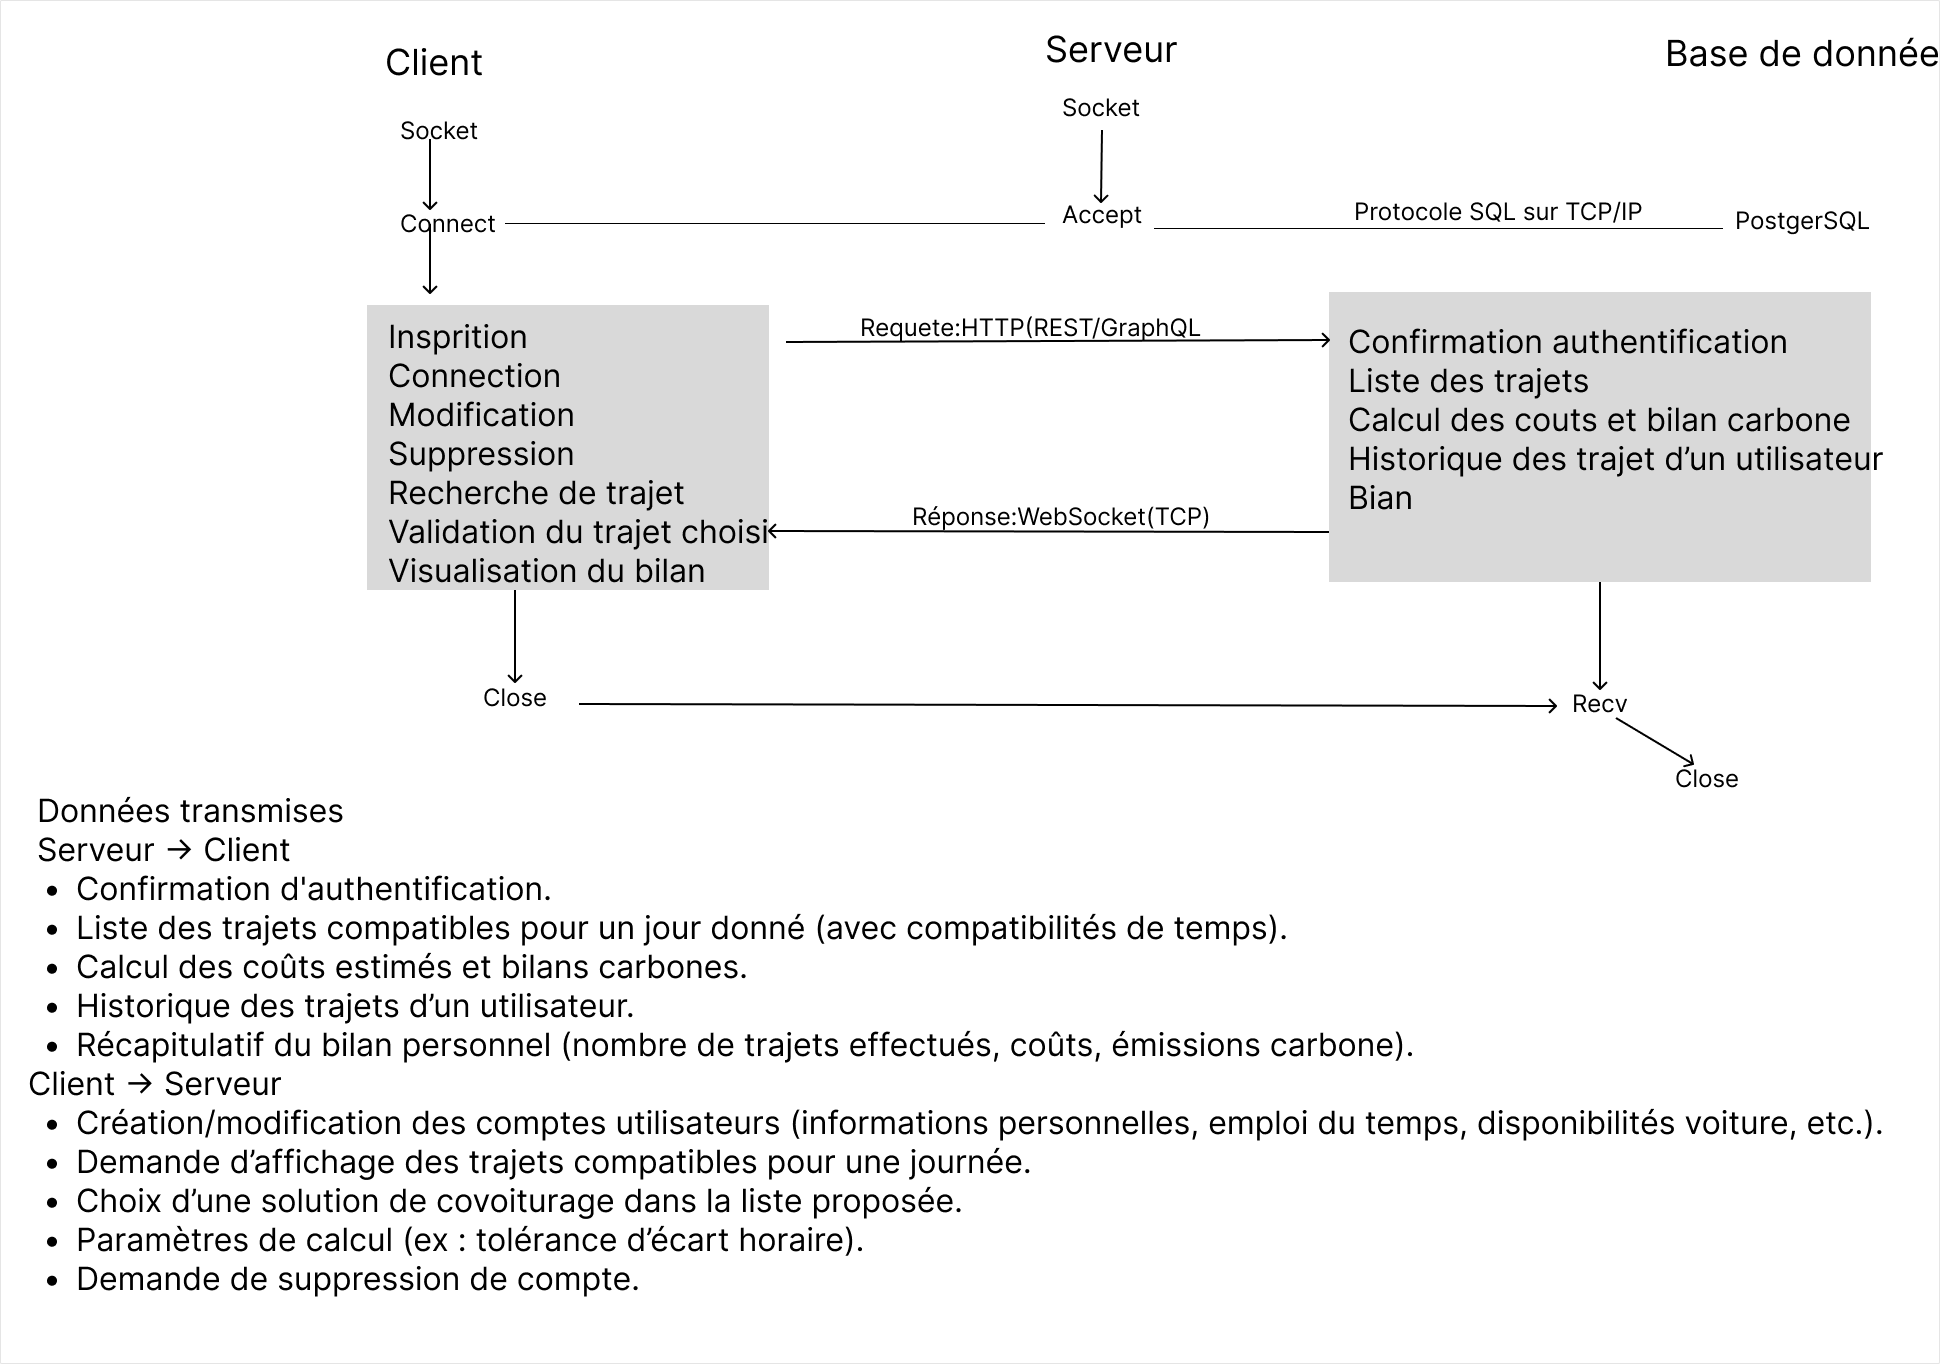 Client
Serveur
Base de donnée
Socket
Socket
Connect
Accept
Protocole SQL sur TCP/IP
PostgerSQL
Insprition
Connection
Modification
Suppression
Recherche de trajet
Validation du trajet choisi
Visualisation du bilan
Requete:HTTP(REST/GraphQL
Réponse:WebSocket(TCP)
Confirmation authentification
Liste des trajets
Calcul des couts et bilan carbone
Historique des trajet d’un utilisateur
Bian
Close
Recv
Close
Données transmises
Serveur → Client
• Confirmation d'authentification.
• Liste des trajets compatibles pour un jour donné (avec compatibilités de temps).
• Calcul des coûts estimés et bilans carbones.
• Historique des trajets d’un utilisateur.
• Récapitulatif du bilan personnel (nombre de trajets effectués, coûts, émissions carbone).
Client → Serveur
• Création/modification des comptes utilisateurs (informations personnelles, emploi du temps, disponibilités voiture, etc.).
• Demande d’affichage des trajets compatibles pour une journée.
• Choix d’une solution de covoiturage dans la liste proposée.
• Paramètres de calcul (ex : tolérance d’écart horaire).
• Demande de suppression de compte.